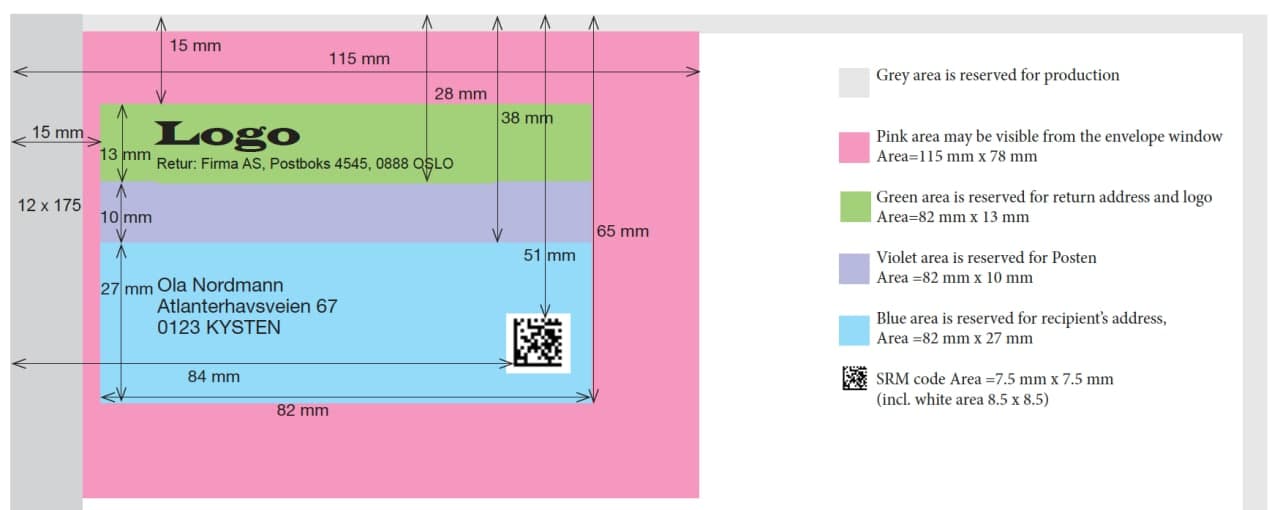 15 mm
115 mm
28 mm
38 mm
15 mm
Logo
13 mm
Retur: Firma AS, Postboks 4545, 0888 OSLO
12 x 175
10 mm
65 mm
51 mm
27 mm
Ola Nordmann
Atlanterhavsveien 67
0123 KYSTEN
84 mm
82 mm
Grey area is reserved for production
Pink area may be visible from the envelope window
Area=115 mm x 78 mm
Green area is reserved for return address and logo
Area=82 mm x 13 mm
Violet area is reserved for Posten
Area =82 mm x 10 mm
Blue area is reserved for recipient's address,
Area =82 mm x 27 mm
SRM code Area =7.5 mm x 7.5 mm
(incl. white area 8.5 x 8.5)